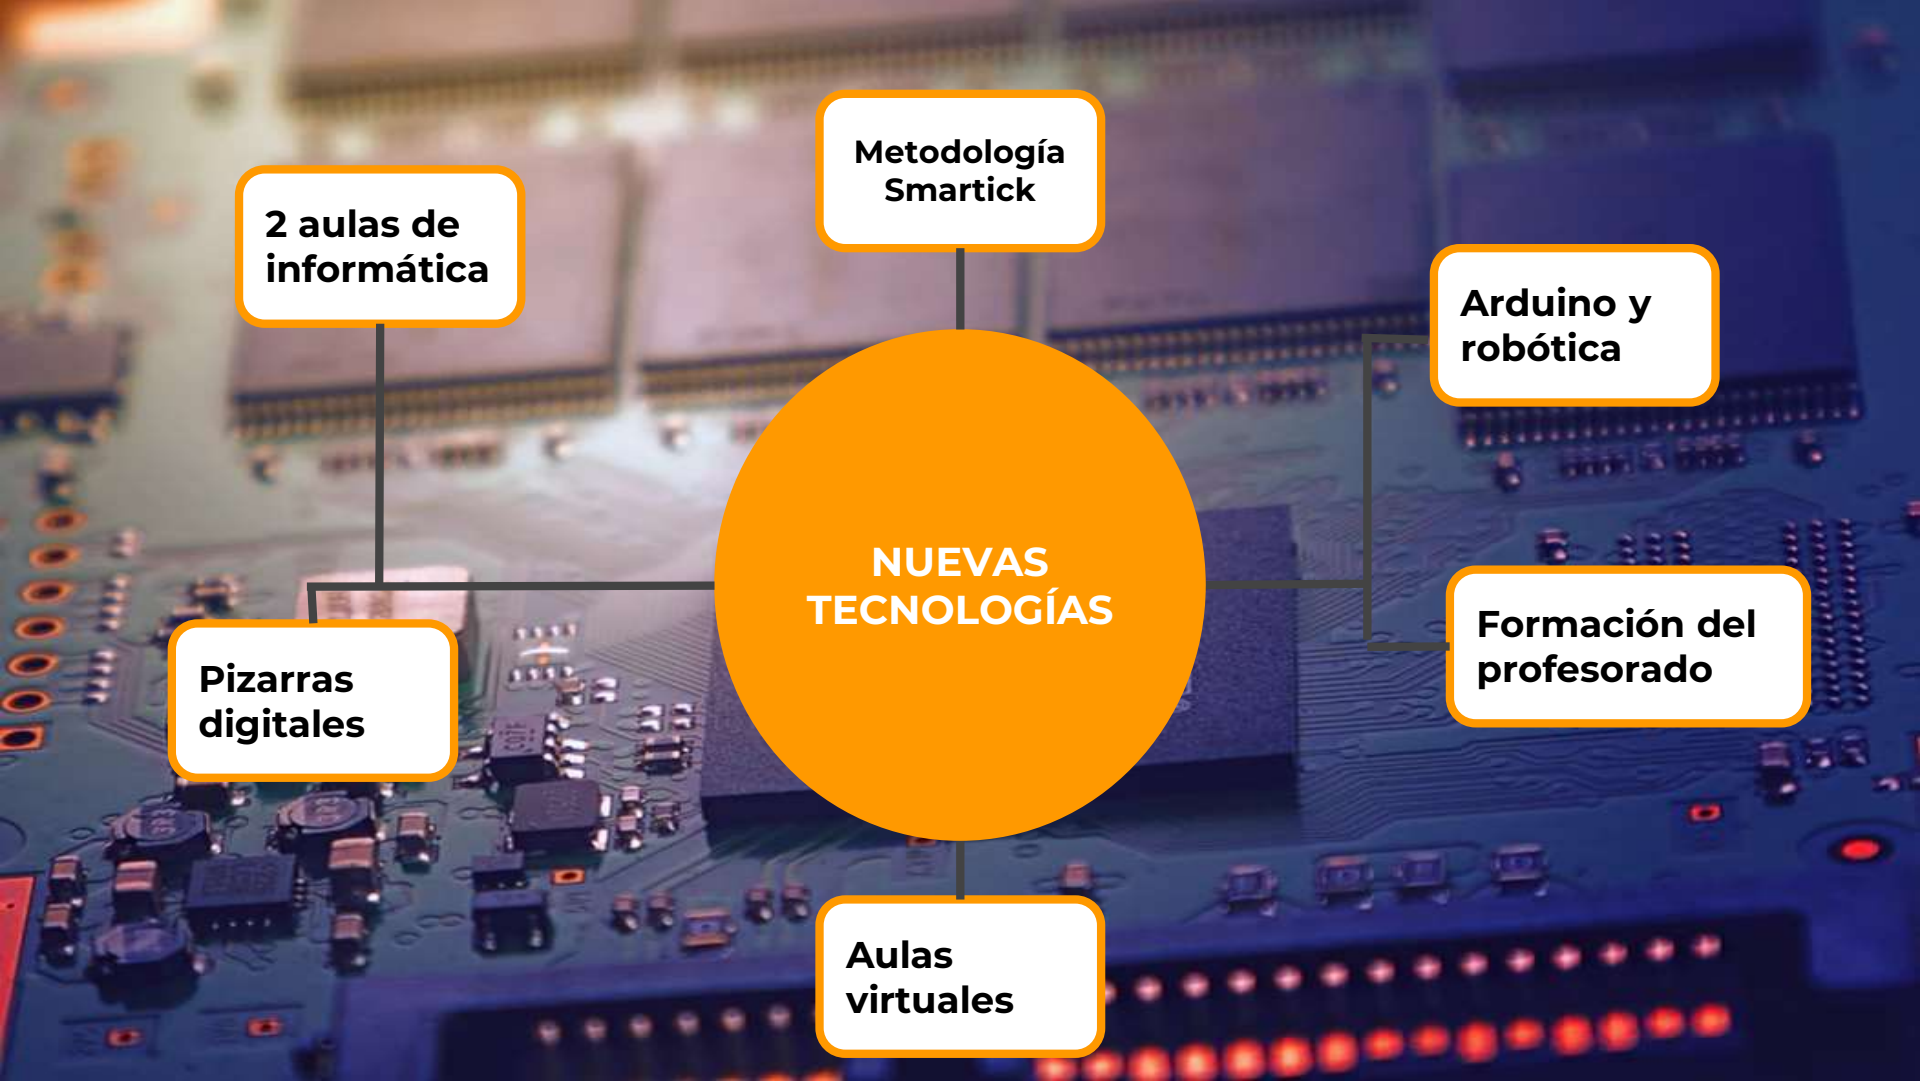 Metodología
Smartick
2 aulas de
informática
Arduino y
robótica
NUEVAS
TECNOLOGÍAS
Formación del
profesorado
Pizarras
digitales
Aulas
virtuales